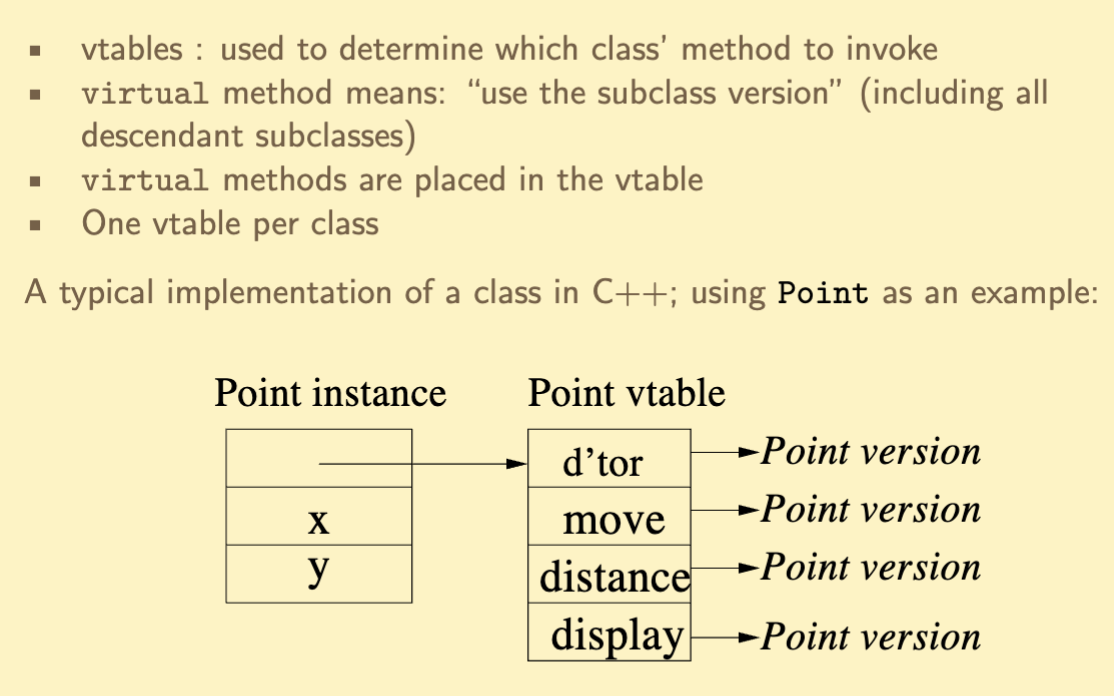 ▪ vtables : used to determine which class’ method to invoke
▪ virtual method means: “use the subclass version” (including all
descendant subclasses)
▪ virtual methods are placed in the vtable
▪ One vtable per class
A typical implementation of a class in C++; using Point as an example:
Point instance
Point vtable
d’tor
Point version
x
move
Point version
y
distance
Point version
display
Point version